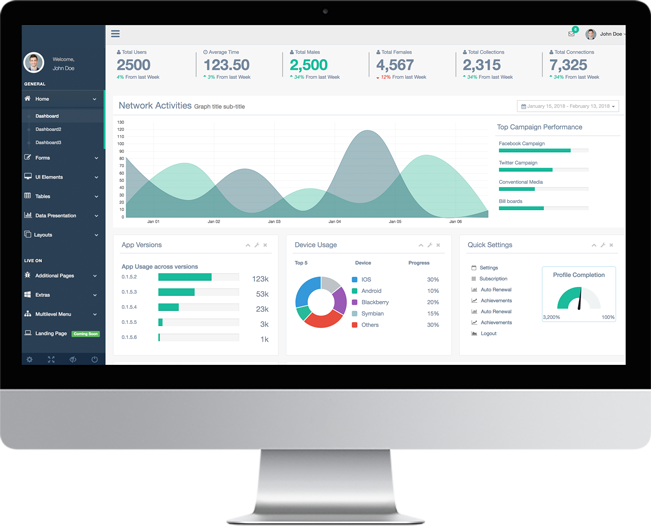 Welcome,
John Doe
GENERAL
Home
Dashboard
Dashboard2
Dashboard3
Forms
UI Elements
Tables
Data Presentation
Layouts
LIVE ON
Additional Pages
Extras
Multilevel Menu
Landing Page Coming Soon
6
John Doe
Total Users
2500
4% From last Week
Average Time
123.50
3% From last Week
Total Males
2,500
34% From last Week
Total Females
4,567
12% From last Week
Total Collections
2,315
34% From last Week
Total Connections
7,325
34% From last Week
Network Activities Graph title sub-title
January 15, 2018 - February 13, 2018
130
120
110
100
90
80
70
60
50
40
30
20
10
0
Jan 01 Jan 02 Jan 03 Jan 04 Jan 05 Jan 06
Top Campaign Performance
Facebook Campaign
Twitter Campaign
Conventional Media
Bill boards
App Versions
App Usage across versions
0.1.5.2 123k
0.1.5.3 53k
0.1.5.4 23k
0.1.5.5 3k
0.1.5.6 1k
Device Usage
Top 5 Device Progress
IOS 30%
Android 10%
Blackberry 20%
Symbian 15%
Others 30%
Quick Settings
Settings
Subscription
Auto Renewal
Achievements
Auto Renewal
Achievements
Logout
Profile Completion
3,200% 100%